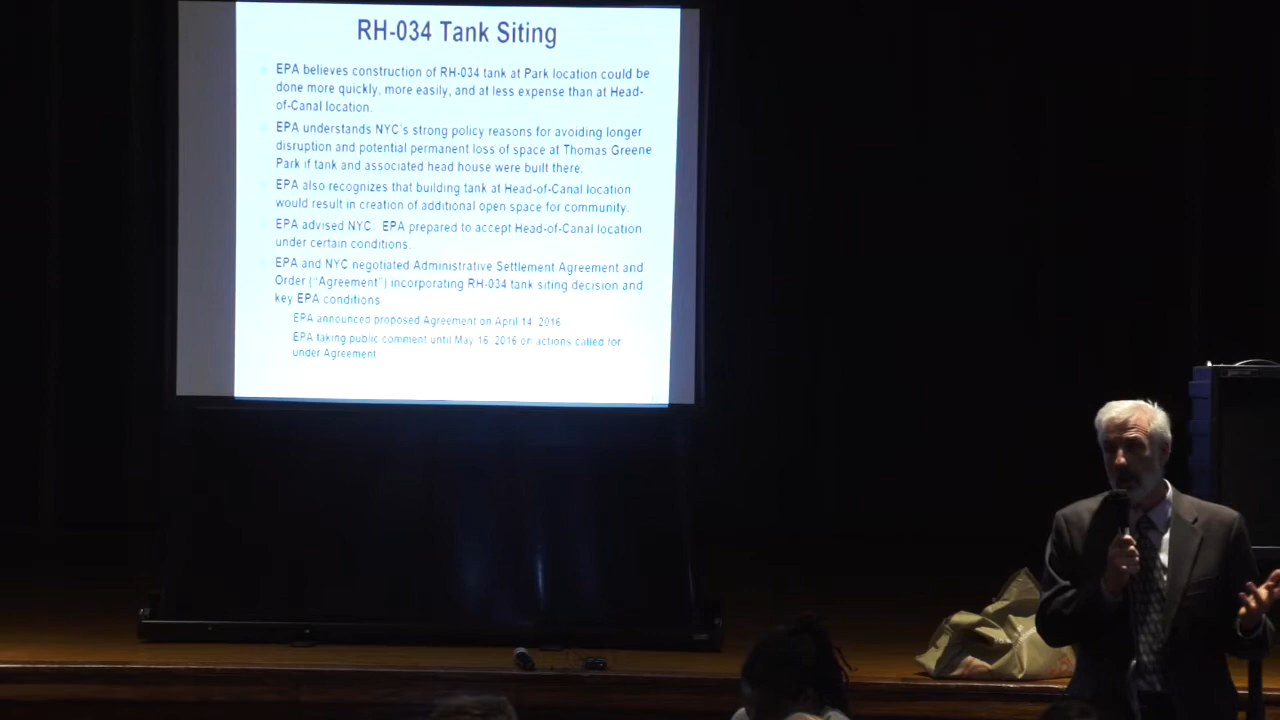 RH-034 Tank Siting
EPA believes construction of RH-034 tank at Park location could be
done more quickly, more easily, and at less expense than at Head-
of-Canal location.
EPA understands NYC's strong policy reasons for avoiding longer
disruption and potential permanent loss of space at Thomas Greene
Park if tank and associated head house were built there.
EPA also recognizes that building tank at Head-of-Canal location
would result in creation of additional open space for community.
EPA advised NYC: EPA prepared to accept Head-of-Canal location
under certain conditions.
EPA and NYC negotiated Administrative Settlement Agreement and
Order ("Agreement") incorporating RH-034 tank siting decision and
key EPA conditions
EPA announced proposed Agreement on April 14, 2016
EPA taking public comment until May 16, 2016 on actions called for
under Agreement